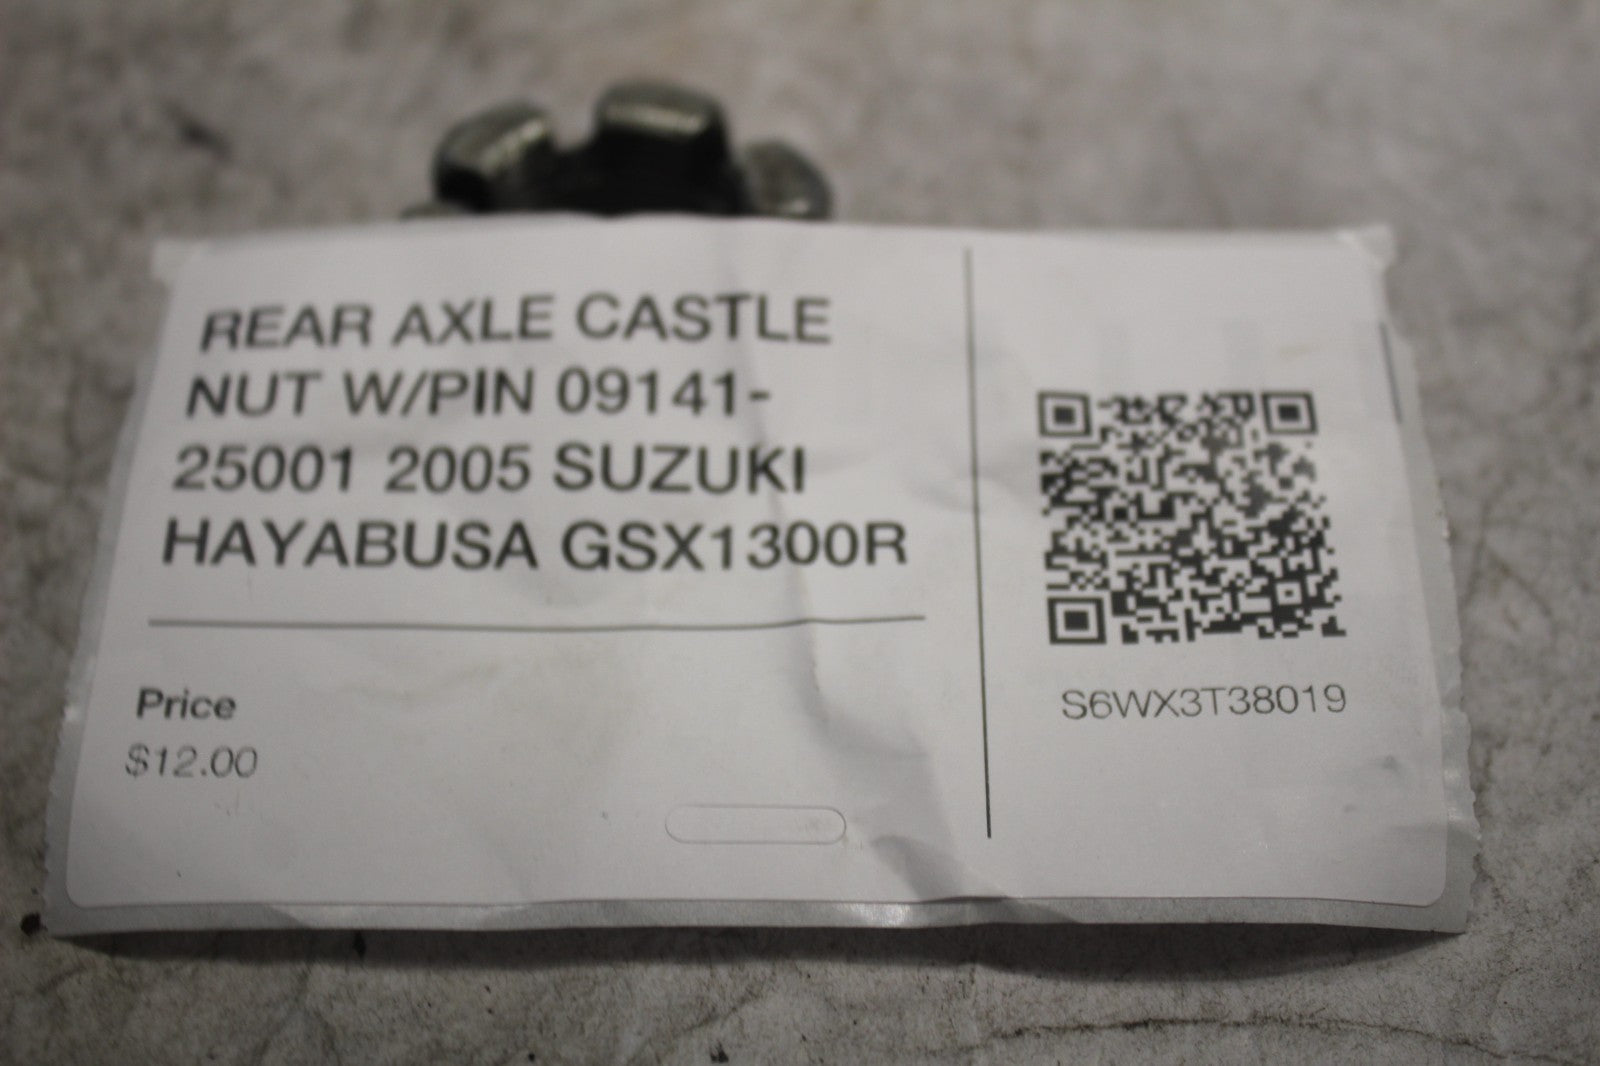 REAR AXLE CASTLE
NUT W/PIN 09141-
25001 2005 SUZUKI
HAYABUSA GSX1300R
Price
$12.00
S6WX3T38019